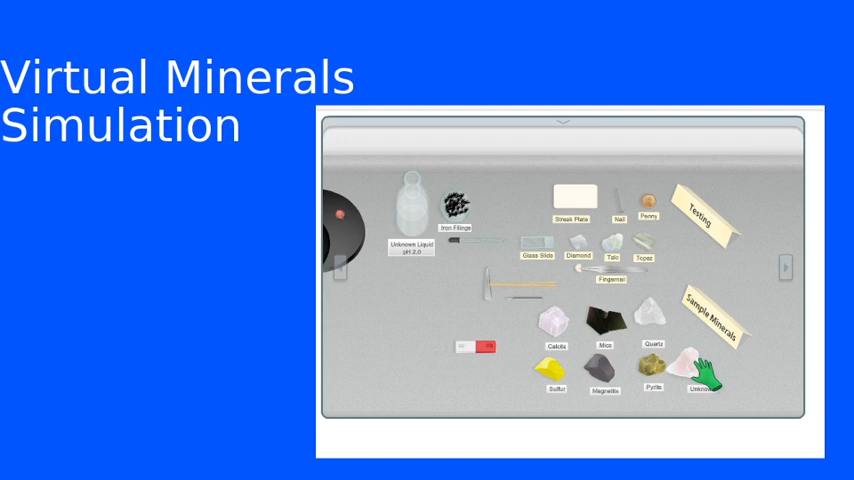 Virtual Minerals
Simulation
Testing
Streak Plate
Nail
Penny
Iron Filings
Unknown Liquid
pH 2.0
Glass Slide
Diamond
Talc
Topaz
Fingernail
Sample Minerals
Calcite
Mica
Quartz
Sulfur
Magnetite
Pyrite
Unknow